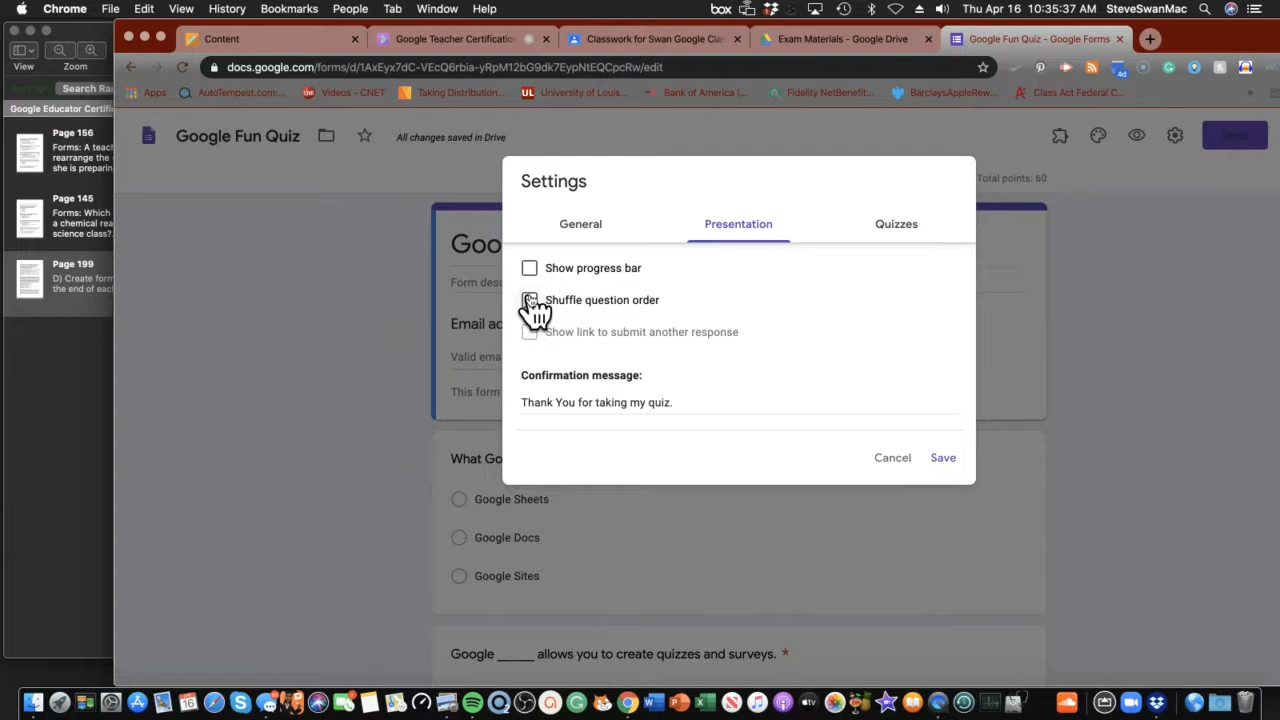 Chrome File Edit View History Bookmarks People Tab Window Help box Thu Apr 16 10:35:37 AM SteveSwanMac
Content Google Teacher Certification Classwork for Swan Google Cla Exam Materials - Google Drive Google Fun Quiz - Google Forms
View Zoom
docs.google.com/forms/d/1AxEyx7dC-VEcQ6rbia-yRpM12bG9dk7EypNtEQCpcRw/edit
4d
Search Ra
Apps AutoTempest.com:... Videos - CNET Taking Distribution... University of Louis... Bank of America (... Fidelity NetBenefit... BarclaysAppleRew... Class Act Federal C...
Google Educator Certifi
Page 156
Forms: A teach
rearrange the
she is preparin
Page 145
Forms: Which
a chemical rea
science class?
Page 199
D) Create form
the end of each
Google Fun Quiz All changes saved in Drive
Total points: 60
Settings
General Presentation Quizzes
Show progress bar
Shuffle question order
Show link to submit another response
Confirmation message:
Thank You for taking my quiz.
Cancel Save
Goo
Form desc
Email ad
Valid emai
This form
What Go
Google Sheets
Google Docs
Google Sites
Google _____ allows you to create quizzes and surveys. *